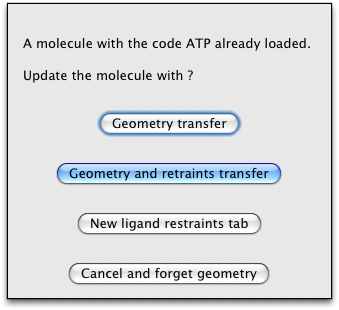 A molecule with the code ATP already loaded.
Update the molecule with ?
Geometry transfer
Geometry and retraints transfer
New ligand restraints tab
Cancel and forget geometry